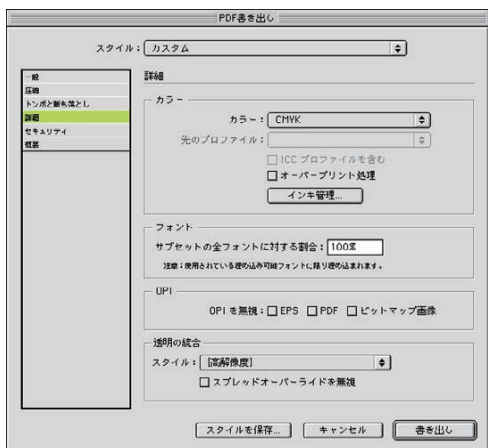 PDF書き出し
スタイル： カスタム
一般
圧縮
トンボと断ち落とし
詳細
セキュリティ
概要
詳細
カラー
カラー： CMYK
先のプロファイル：
ICC プロファイルを含む
オーバープリント処理
インキ管理...
フォント
サブセットの全フォントに対する割合： 100%
注意：使用されている埋め込み可能フォントに限り埋め込まれます。
OPI
OPI を無視： EPS PDF ビットマップ画像
透明の統合
スタイル： [高解像度]
スプレッドオーバーライドを無視
スタイルを保存... キャンセル 書き出し